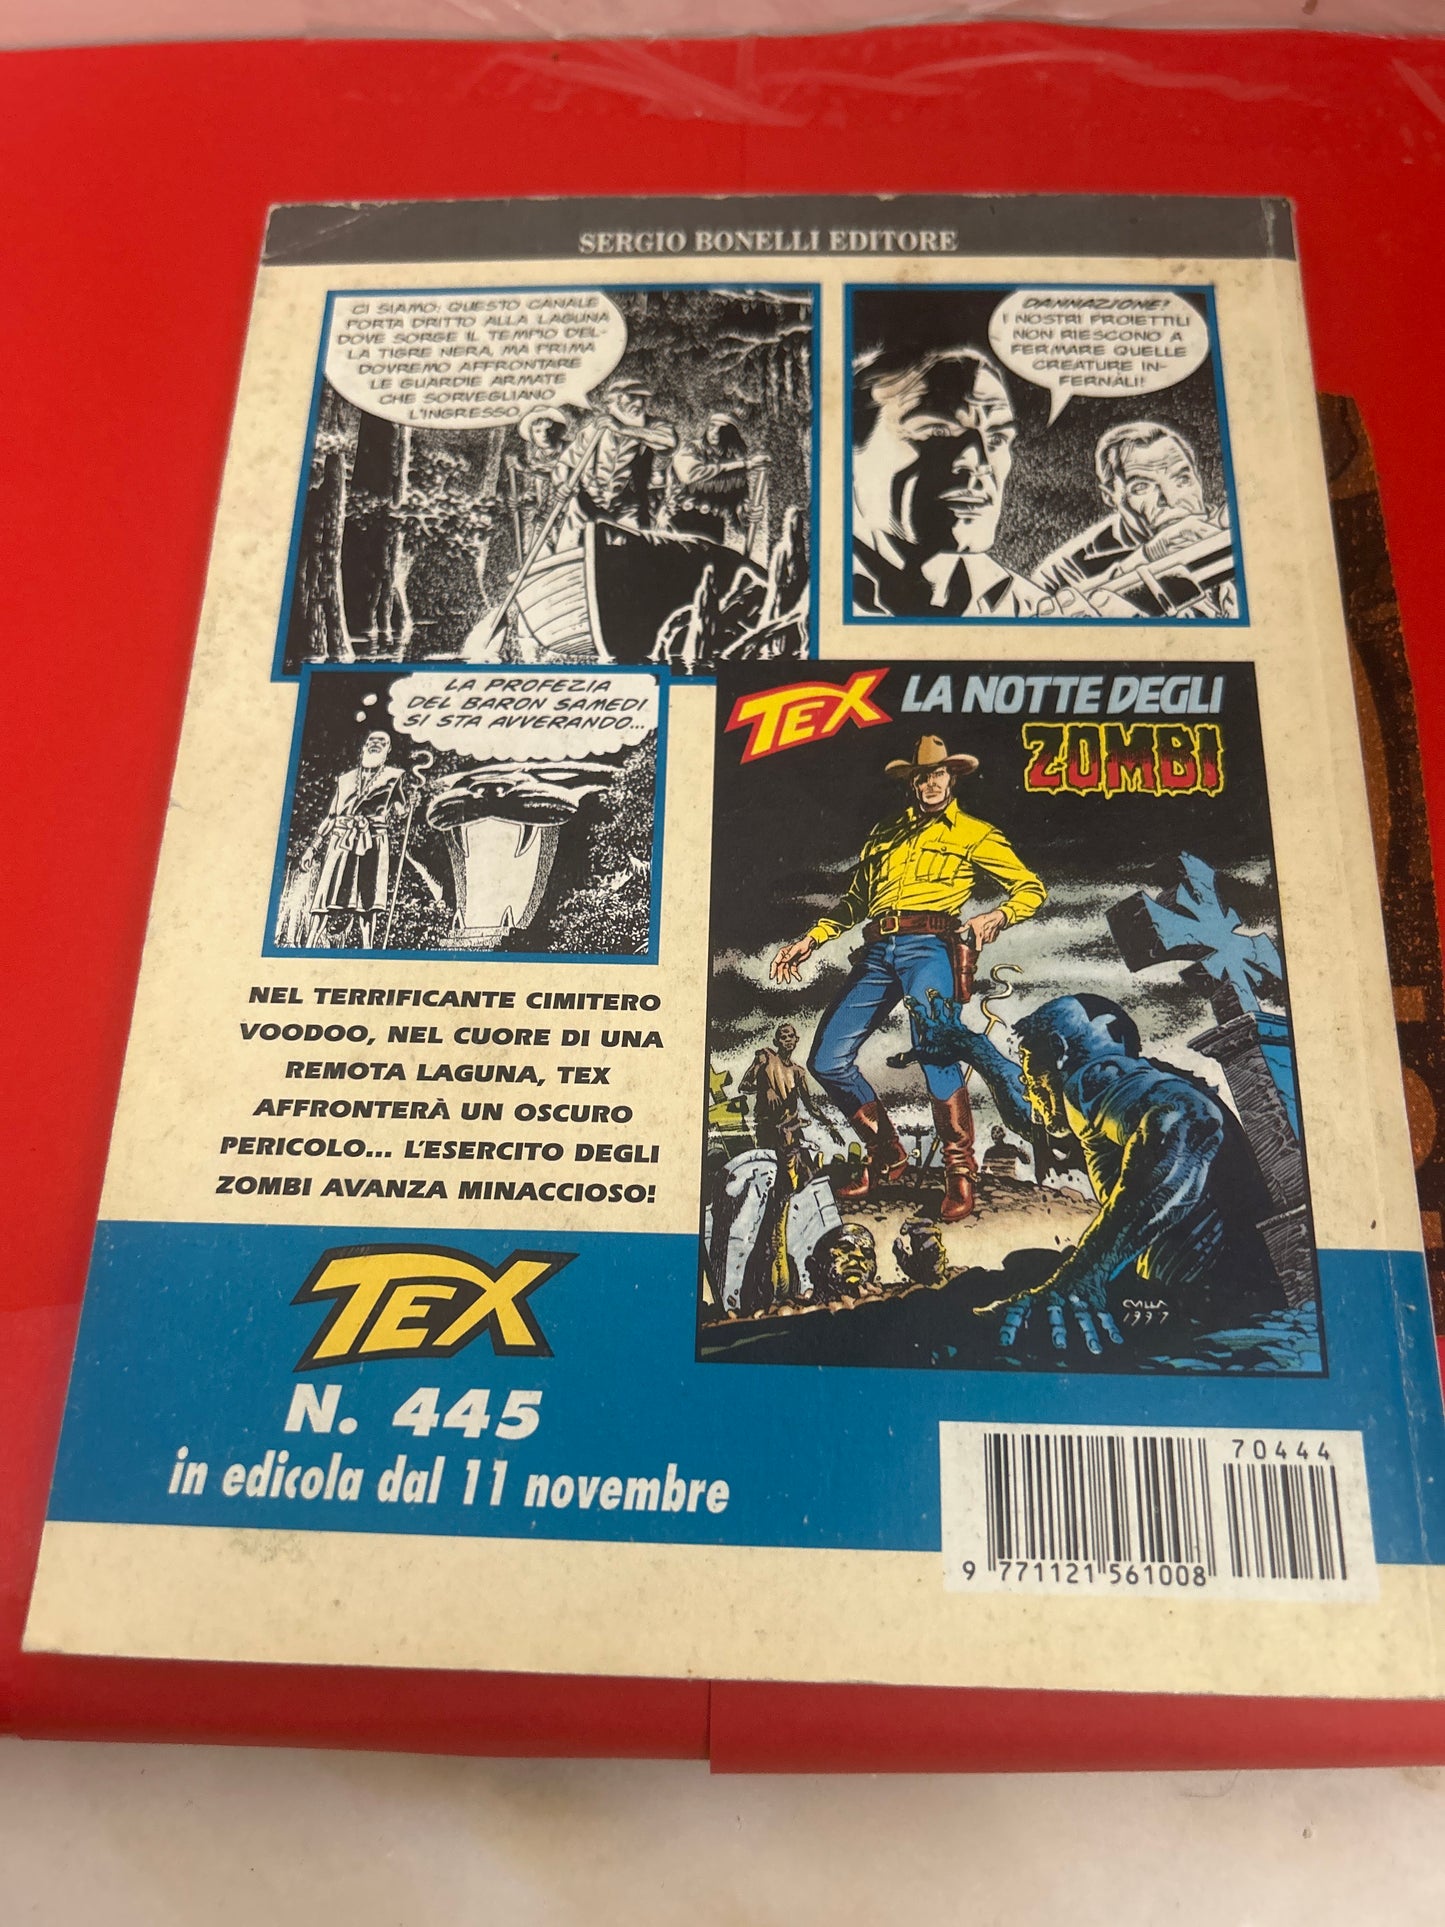 SERGIO BONELLI EDITORE
CI SIAMO: QUESTO CANALE
PORTA DRITTO ALLA LAGUNA
DOVE SORGE IL TEMPIO DEL-
LA TIGRE NERA, MA PRIMA
DOVREMO AFFRONTARE
LE GUARDIE ARMATE
CHE SORVEGLIANO
L'INGRESSO.
DANNAZIONE!
I NOSTRI PROIETTILI
NON RIESCONO A
FERMARE QUELLE
CREATURE IN-
FERNALI!
LA PROFEZIA
DEL BARON SAMEDI
SI STA AVVERANDO...
TEX LA NOTTE DEGLI
ZOMBI
CVILLA
1997
NEL TERRIFICANTE CIMITERO
VOODOO, NEL CUORE DI UNA
REMOTA LAGUNA, TEX
AFFRONTERÀ UN OSCURO
PERICOLO... L'ESERCITO DEGLI
ZOMBI AVANZA MINACCIOSO!
TEX
N. 445
in edicola dal 11 novembre
70444
9 771121 561008